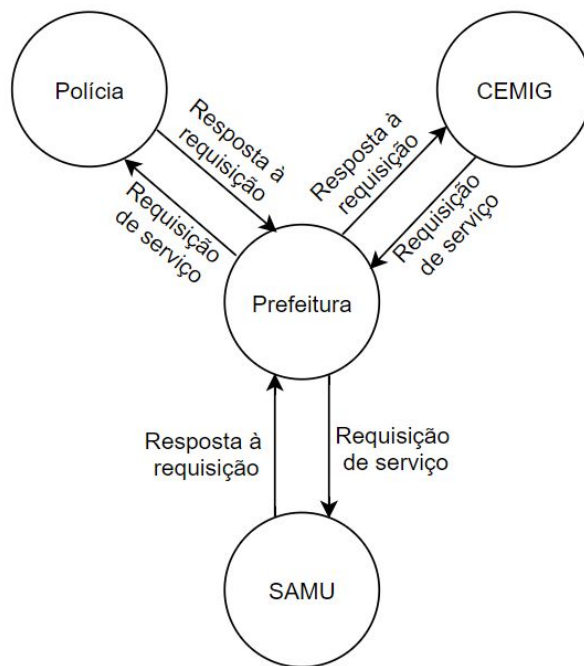 Polícia
CEMIG
Resposta à
requisição
Requisição
de serviço
Resposta à
requisição
Requisição
de serviço
Prefeitura
Resposta à
requisição
Requisição
de serviço
SAMU